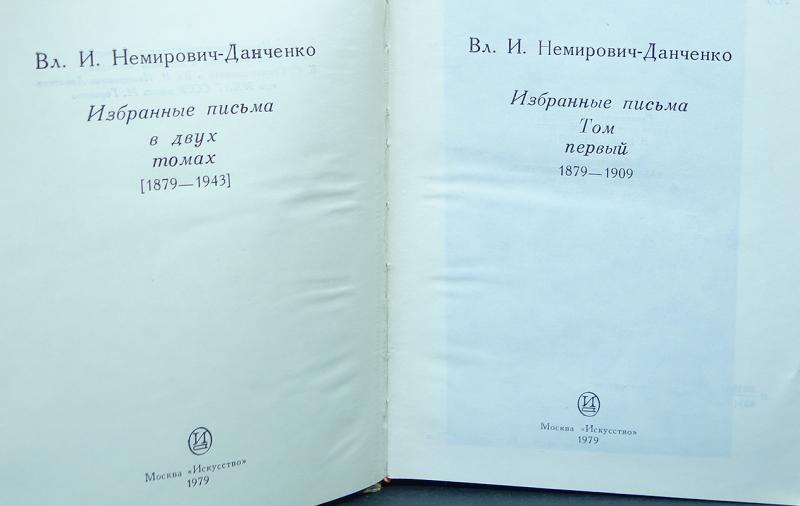 Вл. И. Немирович-Данченко
Избранные письма
в двух
томах
[1879—1943]
И
Москва «Искусство»
1979
Вл. И. Немирович-Данченко
Избранные письма
Том
первый
1879—1909
И
Москва «Искусство»
1979